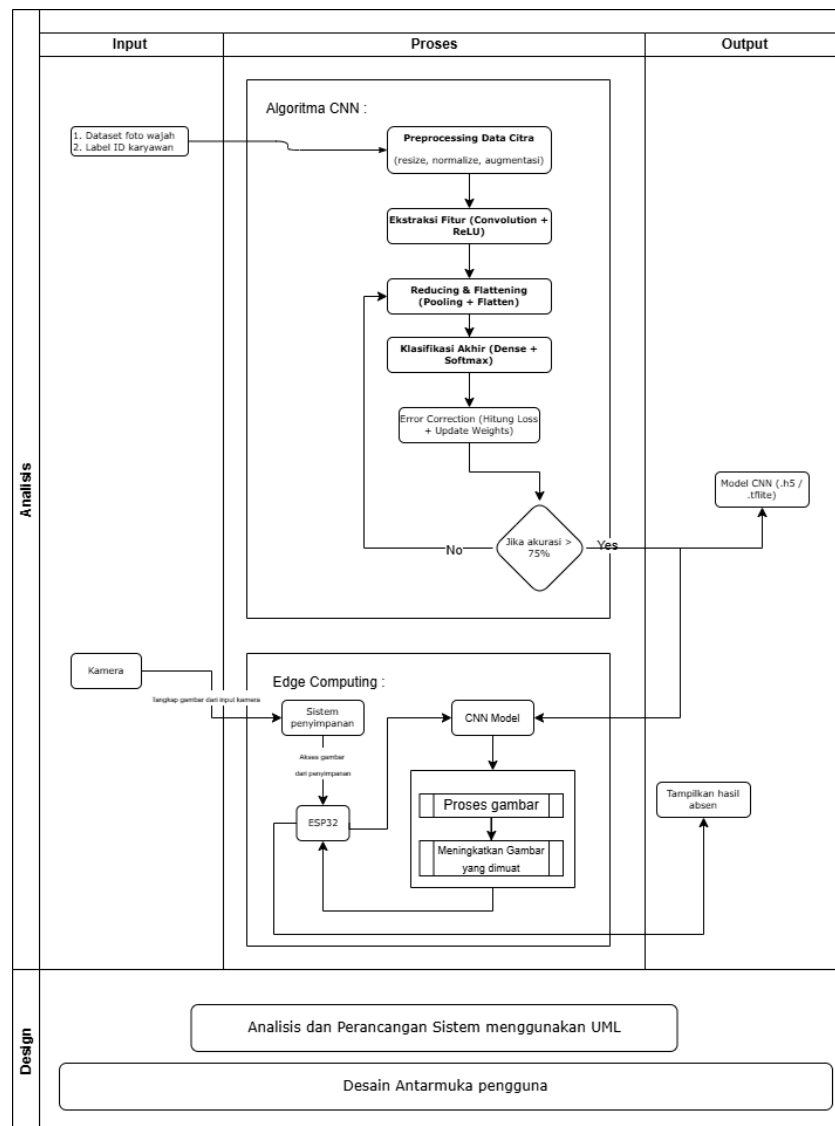 Input
Proses
Output
Analisis
Algoritma CNN :
1. Dataset foto wajah
2. Label ID karyawan
Preprocessing Data Citra
(resize, normalize, augmentasi)
Ekstraksi Fitur (Convolution +
ReLU)
Reducing & Flattening
(Pooling + Flatten)
Klasifikasi Akhir (Dense +
Softmax)
Error Correction (Hitung Loss
+ Update Weights)
Jika akurasi >
75%
No
Yes
Model CNN (.h5 /
.tflite)
Kamera
Tangkap gambar dari input kamera
Edge Computing :
Sistem
penyimpanan
CNN Model
Akses gambar
dari penyimpanan
ESP32
Proses gambar
Meningkatkan Gambar
yang dimuat
Tampilkan hasil
absen
Design
Analisis dan Perancangan Sistem menggunakan UML
Desain Antarmuka pengguna